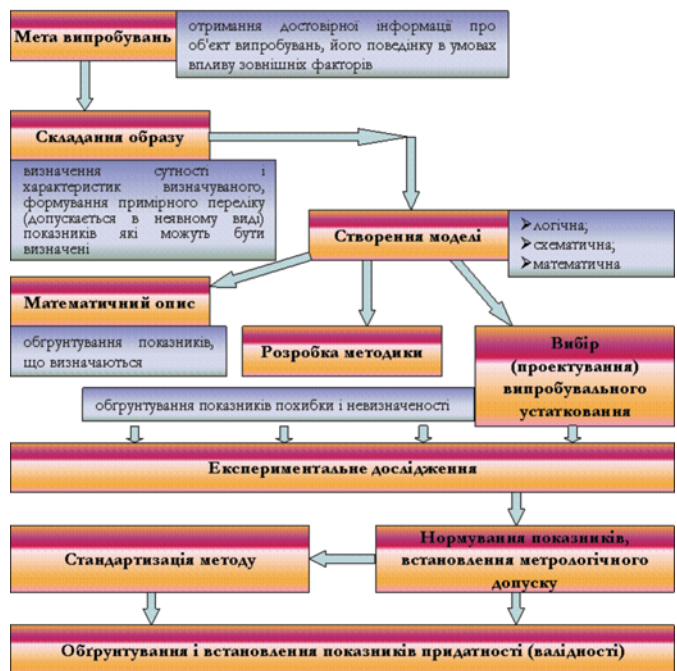 Мета випробувань
отримання достовірної інформації про
об'єкт випробувань, його поведінку в умовах
впливу зовнішніх факторів
Складання образу
визначення сутності і
характеристик визначуваного,
формування примірного переліку
(допускається в неявному виді)
показників які можуть бути
визначені
Створення моделі
➢логічна;
➢схематична;
➢математична
Математичний опис
обгрунтування показників,
що визначаються
Розробка методики
Вибір
(проектування)
випробувального
устатковання
обґрунтування показників похибки і невизначеності
Експериментальне дослідження
Нормування показників,
встановлення метрологічного
допуску
Стандартизація методу
Обґрунтування і встановлення показників придатності (валідності)